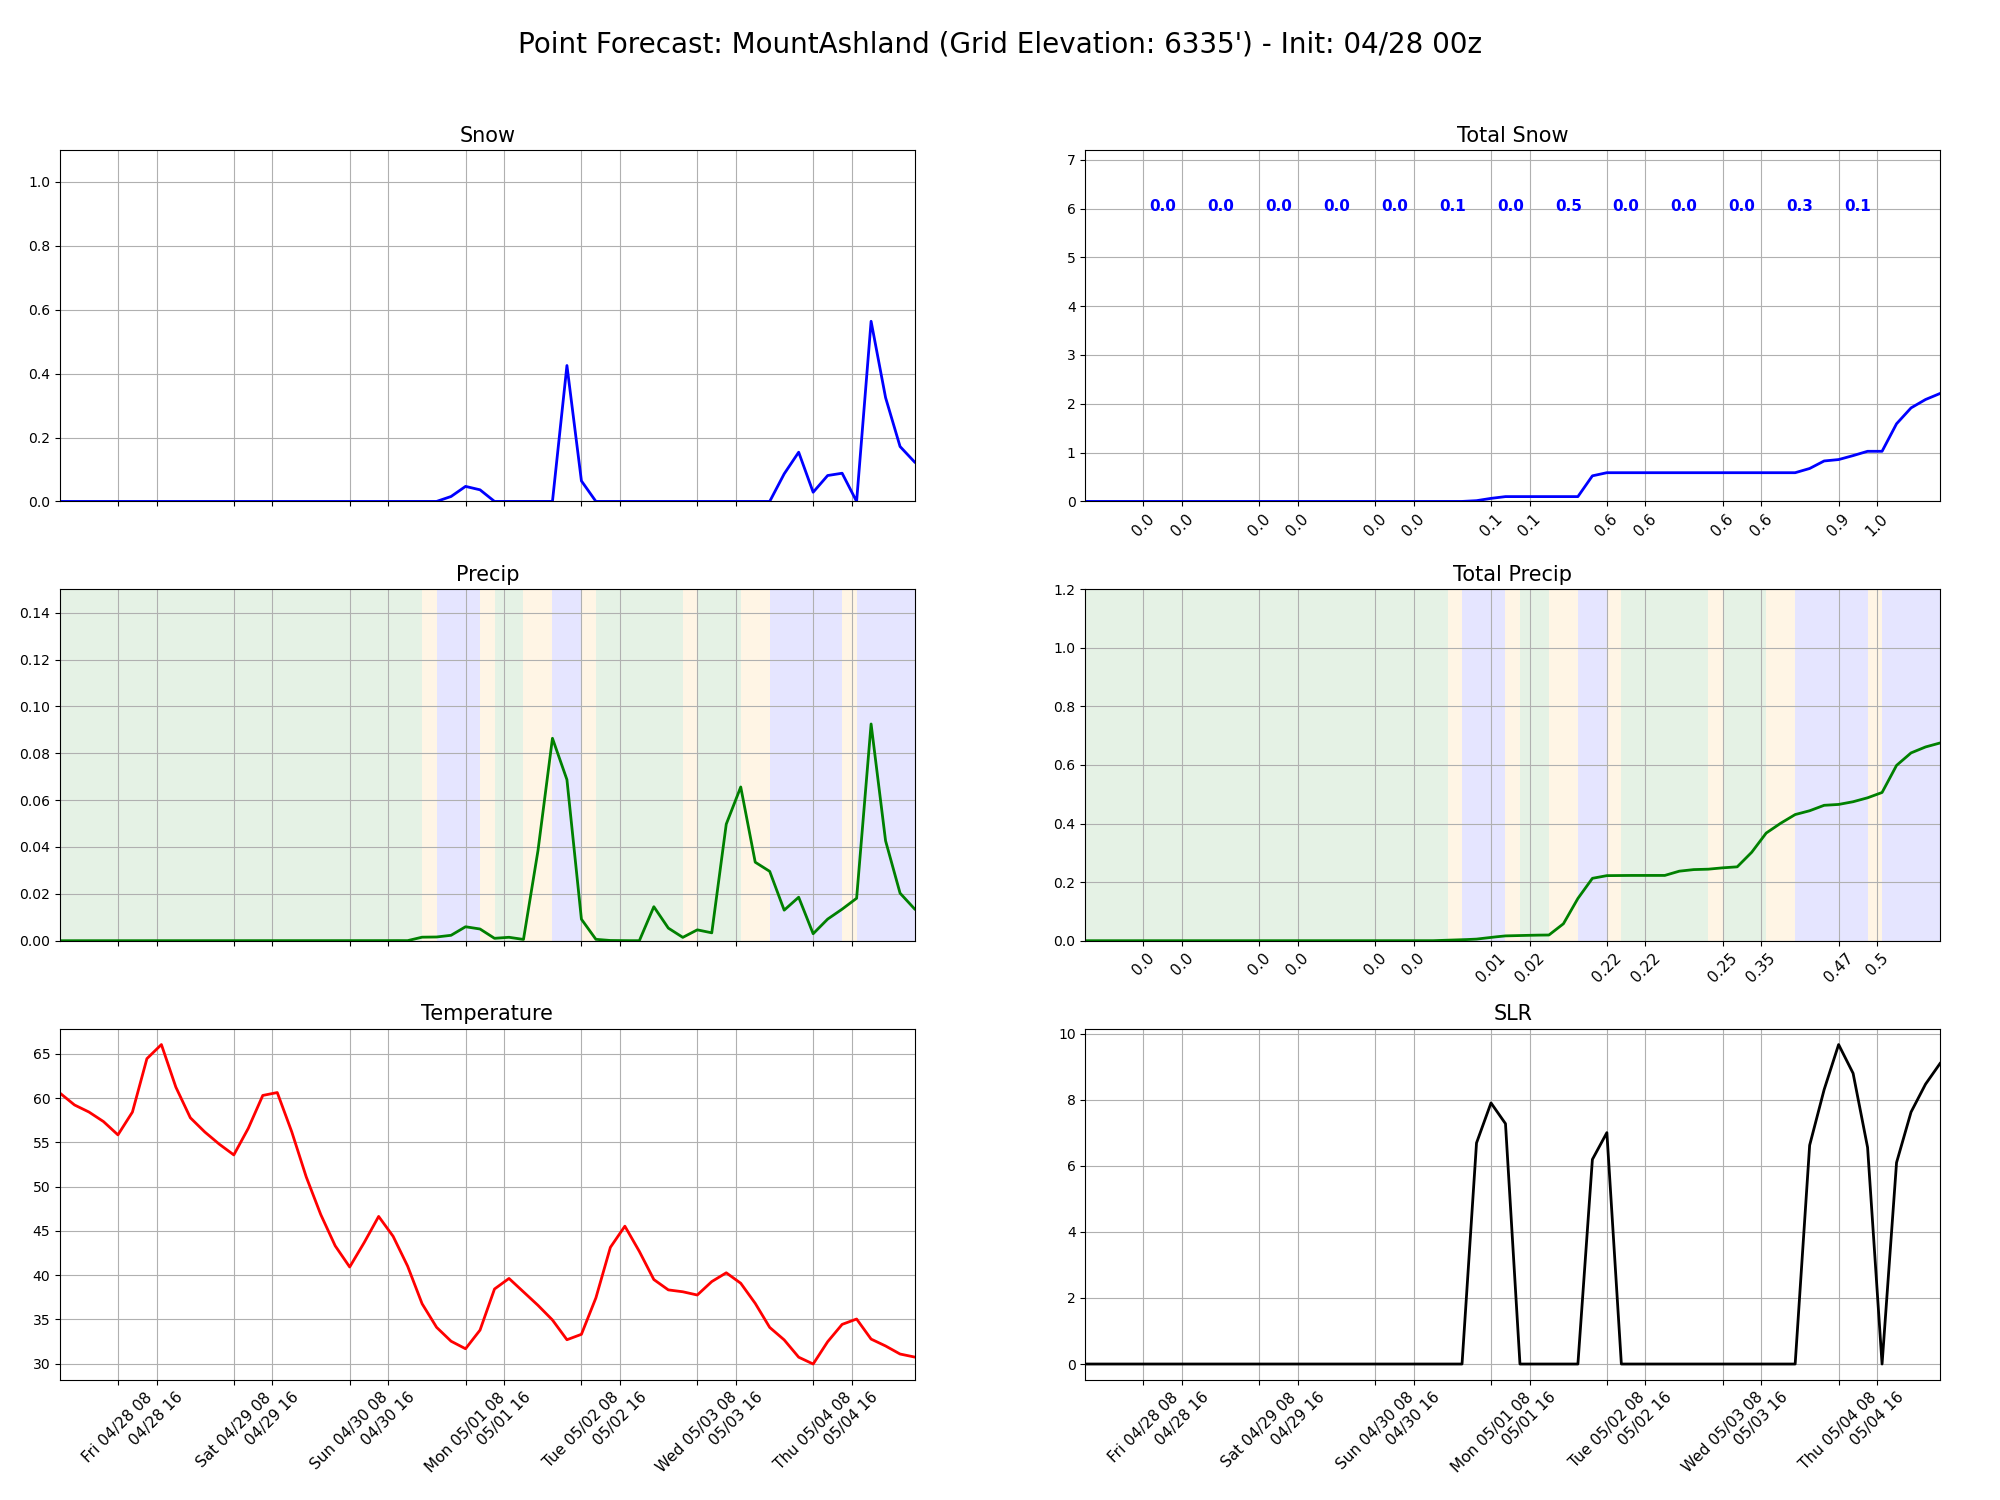 Point Forecast: MountAshland (Grid Elevation: 6335') - Init: 04/28 00z
Snow
1.0
0.8
0.6
0.4
0.2
0.0
Total Snow
7
6
5
4
3
2
1
0
0.0 0.0 0.0 0.0 0.0 0.1 0.0 0.5 0.0 0.0 0.0 0.3 0.1
0.0 0.0 0.0 0.0 0.0 0.0 0.1 0.1 0.6 0.6 0.6 0.6 0.9 1.0
Precip
0.14
0.12
0.10
0.08
0.06
0.04
0.02
0.00
Total Precip
1.2
1.0
0.8
0.6
0.4
0.2
0.0
0.0 0.0 0.0 0.0 0.0 0.0 0.01 0.02 0.22 0.22 0.25 0.35 0.47 0.5
Temperature
65
60
55
50
45
40
35
30
Fri 04/28 08
04/28 16
Sat 04/29 08
04/29 16
Sun 04/30 08
04/30 16
Mon 05/01 08
05/01 16
Tue 05/02 08
05/02 16
Wed 05/03 08
05/03 16
Thu 05/04 08
05/04 16
SLR
10
8
6
4
2
0
Fri 04/28 08
04/28 16
Sat 04/29 08
04/29 16
Sun 04/30 08
04/30 16
Mon 05/01 08
05/01 16
Tue 05/02 08
05/02 16
Wed 05/03 08
05/03 16
Thu 05/04 08
05/04 16